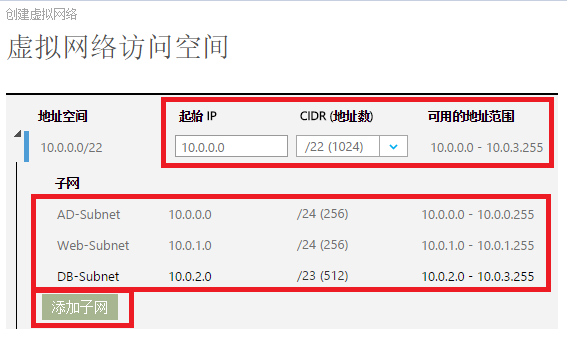 创建虚拟网络
虚拟网络访问空间
地址空间 起始 IP CIDR (地址数) 可用的地址范围
10.0.0.0/22 10.0.0.0 /22 (1024) 10.0.0.0 - 10.0.3.255
子网
AD-Subnet 10.0.0.0 /24 (256) 10.0.0.0 - 10.0.0.255
Web-Subnet 10.0.1.0 /24 (256) 10.0.1.0 - 10.0.1.255
DB-Subnet 10.0.2.0 /23 (512) 10.0.2.0 - 10.0.3.255
添加子网